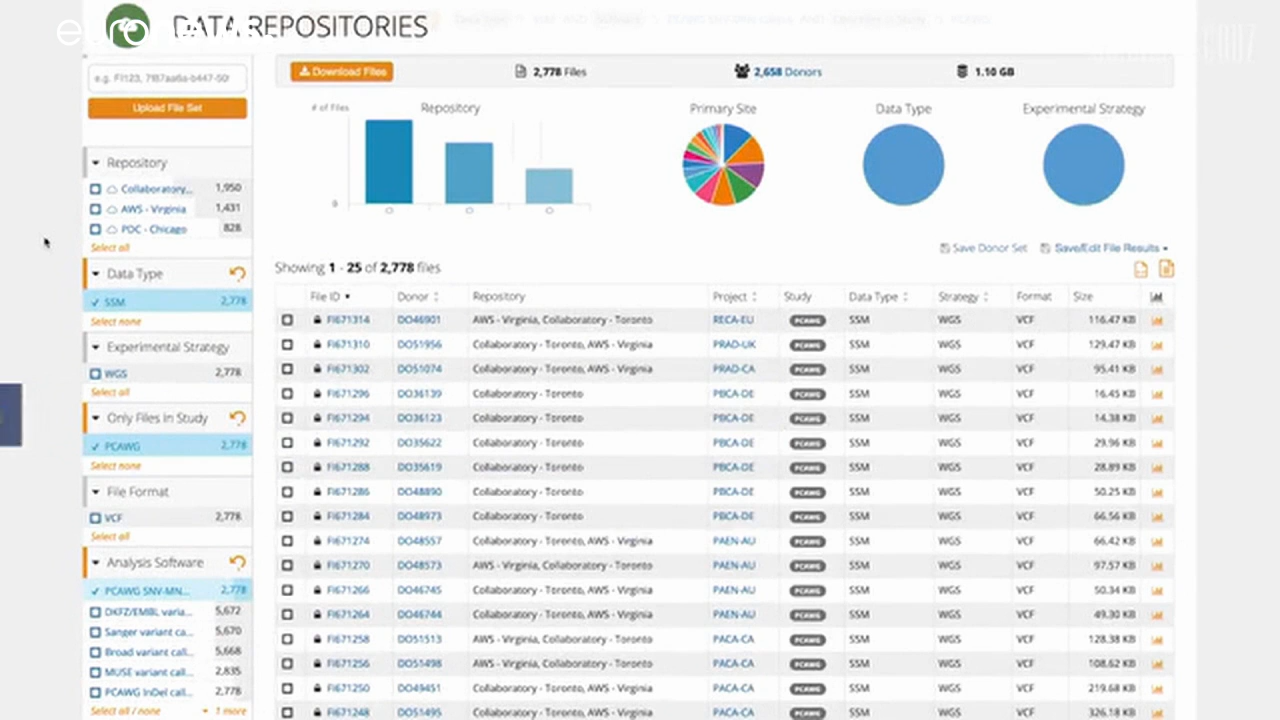 euronews.
DATA REPOSITORIES
e.g. FI123, 7f87aa6a-b447-50f
Upload File Set
Download Files
2,778 Files
2,658 Donors
1.10 GB
# of Files
Repository
Primary Site
Data Type
Experimental Strategy
0
Repository
Collaboratory... 1,950
AWS - Virginia 1,431
PDC - Chicago 828
Select all
Data Type
SSM 2,778
Select none
Experimental Strategy
WGS 2,778
Select all
Only Files in Study
PCAWG 2,778
Select none
File Format
VCF 2,778
Select all
Analysis Software
PCAWG SNV-MN... 2,778
DKFZ/EMBL varia... 5,672
Sanger variant ca... 5,670
Broad variant call... 5,668
MUSE variant call... 2,835
PCAWG InDel call... 2,778
Select all / none 1 more
Save Donor Set Save/Edit File Results
Showing 1 - 25 of 2,778 files
File ID Donor Repository Project Study Data Type Strategy Format Size
FI671314 DO46901 AWS - Virginia, Collaboratory - Toronto RECA-EU PCAWG SSM WGS VCF 116.47 KB
FI671310 DO51956 Collaboratory - Toronto, AWS - Virginia PRAD-UK PCAWG SSM WGS VCF 129.47 KB
FI671302 DO51074 Collaboratory - Toronto, AWS - Virginia PRAD-CA PCAWG SSM WGS VCF 95.41 KB
FI671296 DO36139 Collaboratory - Toronto PBCA-DE PCAWG SSM WGS VCF 16.45 KB
FI671294 DO36123 Collaboratory - Toronto PBCA-DE PCAWG SSM WGS VCF 14.38 KB
FI671292 DO35622 Collaboratory - Toronto PBCA-DE PCAWG SSM WGS VCF 29.96 KB
FI671288 DO35619 Collaboratory - Toronto PBCA-DE PCAWG SSM WGS VCF 28.89 KB
FI671286 DO48890 Collaboratory - Toronto PBCA-DE PCAWG SSM WGS VCF 50.25 KB
FI671284 DO48973 Collaboratory - Toronto PBCA-DE PCAWG SSM WGS VCF 66.56 KB
FI671274 DO48557 Collaboratory - Toronto, AWS - Virginia PAEN-AU PCAWG SSM WGS VCF 66.42 KB
FI671270 DO48573 AWS - Virginia, Collaboratory - Toronto PAEN-AU PCAWG SSM WGS VCF 97.57 KB
FI671266 DO46745 Collaboratory - Toronto, AWS - Virginia PAEN-AU PCAWG SSM WGS VCF 50.34 KB
FI671264 DO46744 Collaboratory - Toronto, AWS - Virginia PAEN-AU PCAWG SSM WGS VCF 49.30 KB
FI671258 DO51513 AWS - Virginia, Collaboratory - Toronto PACA-CA PCAWG SSM WGS VCF 128.38 KB
FI671256 DO51498 AWS - Virginia, Collaboratory - Toronto PACA-CA PCAWG SSM WGS VCF 108.62 KB
FI671250 DO49451 Collaboratory - Toronto, AWS - Virginia PACA-CA PCAWG SSM WGS VCF 219.68 KB
FI671248 DO51495 AWS - Virginia, Collaboratory - Toronto PACA-CA PCAWG SSM WGS VCF 326.18 KB